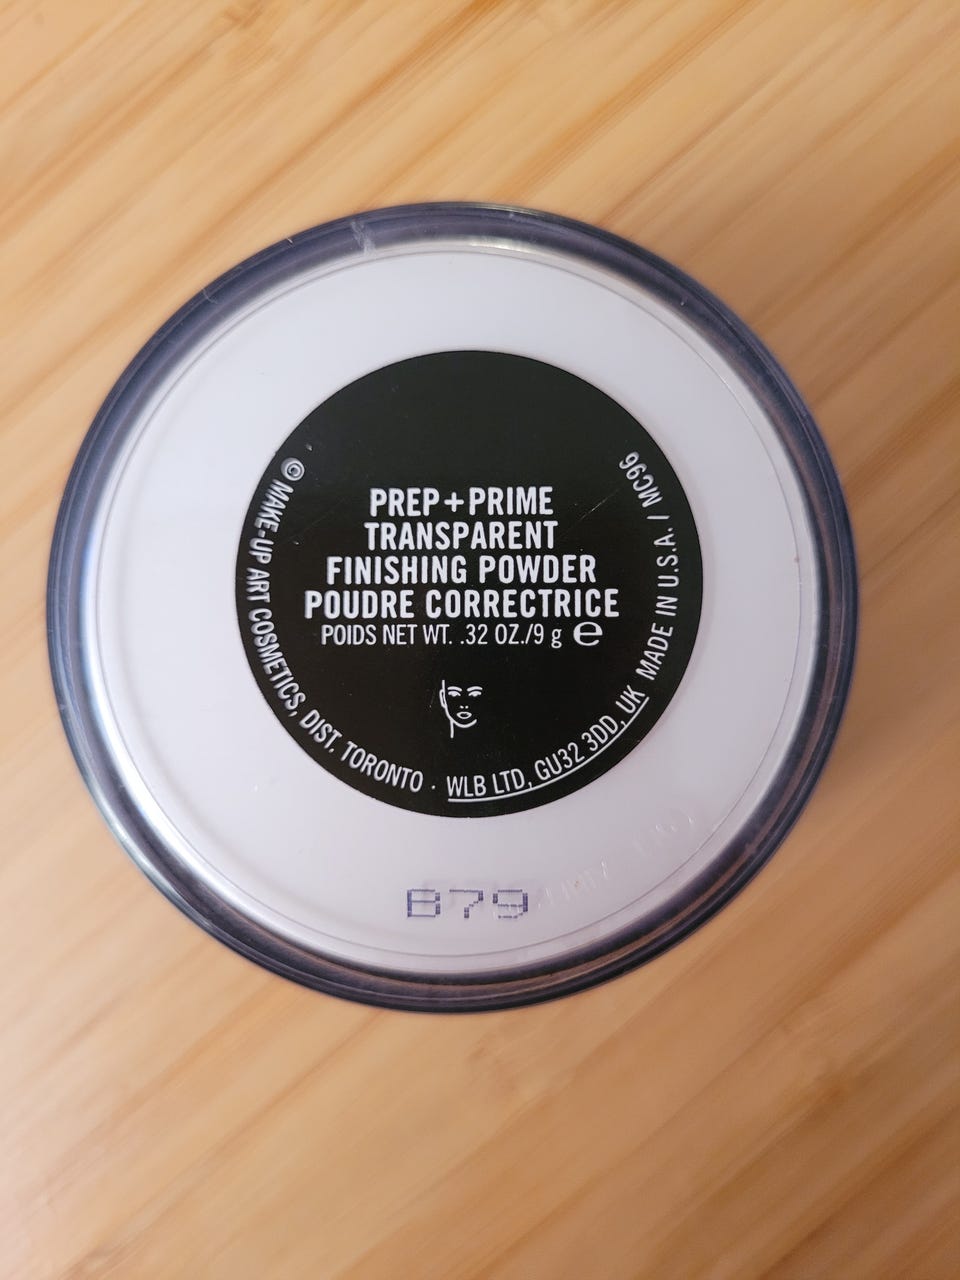 PREP + PRIME
TRANSPARENT
FINISHING POWDER
POUDRE CORRECTRICE
POIDS NET WT. .32 OZ./9 g ℮
© MAKE-UP ART COSMETICS, DIST. TORONTO · WLB LTD, GU32 3DD, UK MADE IN U.S.A. / MC96
B79